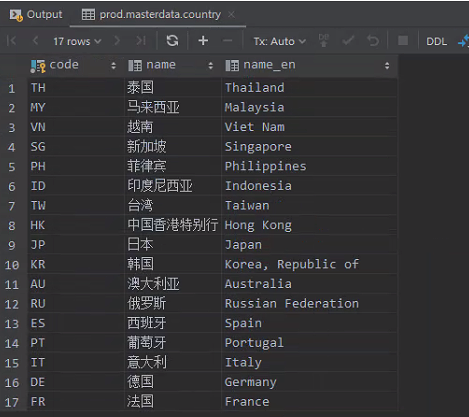 Output prod.masterdata.country
17 rows Tx: Auto DDL
code name name_en
1 TH 泰国 Thailand
2 MY 马来西亚 Malaysia
3 VN 越南 Viet Nam
4 SG 新加坡 Singapore
5 PH 菲律宾 Philippines
6 ID 印度尼西亚 Indonesia
7 TW 台湾 Taiwan
8 HK 中国香港特别行 Hong Kong
9 JP 日本 Japan
10 KR 韩国 Korea, Republic of
11 AU 澳大利亚 Australia
12 RU 俄罗斯 Russian Federation
13 ES 西班牙 Spain
14 PT 葡萄牙 Portugal
15 IT 意大利 Italy
16 DE 德国 Germany
17 FR 法国 France